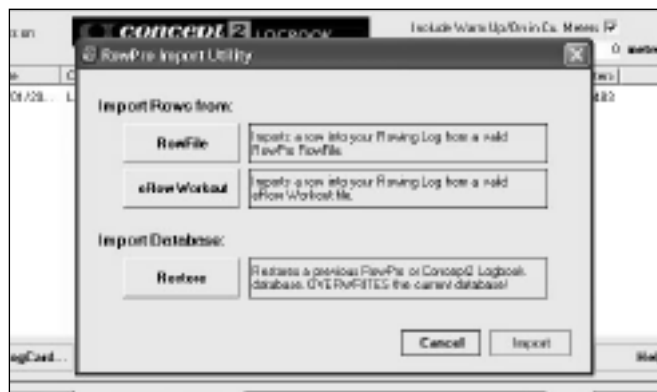 concept 2 LOGBOOK
Include Warm Up/Dn in Cu. Meters
0 metre
RowPro Import Utility
Import Rows from:
RowFile
Imports a row into your Rowing Log from a valid
RowPro RowFile.
eRow Workout
Imports a row into your Rowing Log from a valid
eRow Workout file.
Import Database:
Restore
Restores a previous RowPro or Concept2 Logbook
database. OVERWRITES the current database!
Cancel
Import
ogCard...